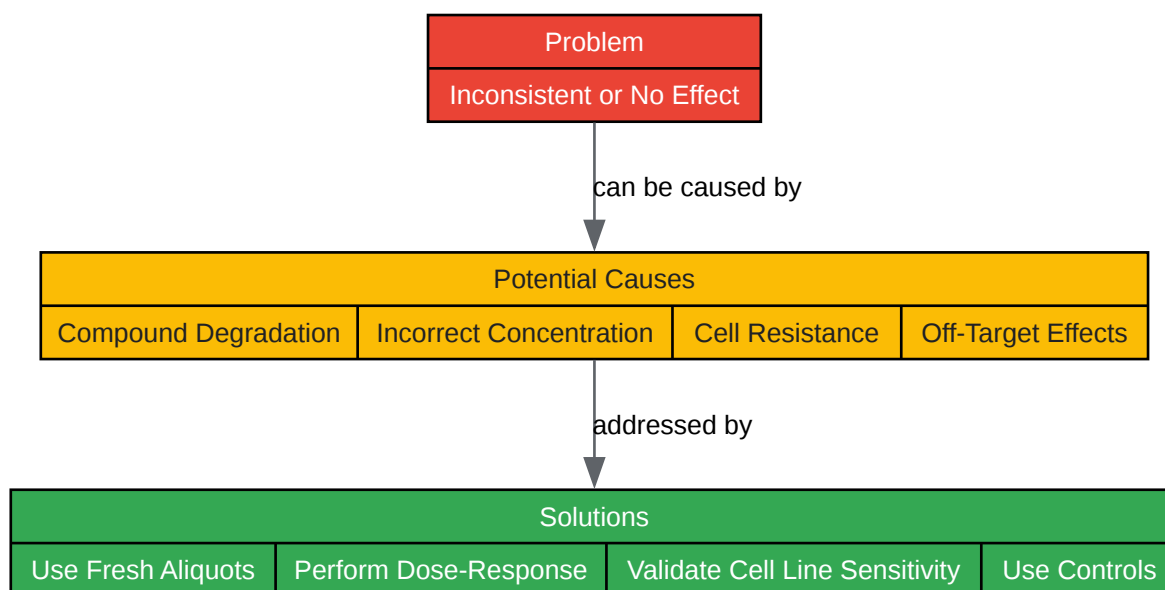 Problem
Inconsistent or No Effect
can be caused by
Potential Causes
Compound Degradation Incorrect Concentration Cell Resistance Off-Target Effects
addressed by
Solutions
Use Fresh Aliquots Perform Dose-Response Validate Cell Line Sensitivity Use Controls